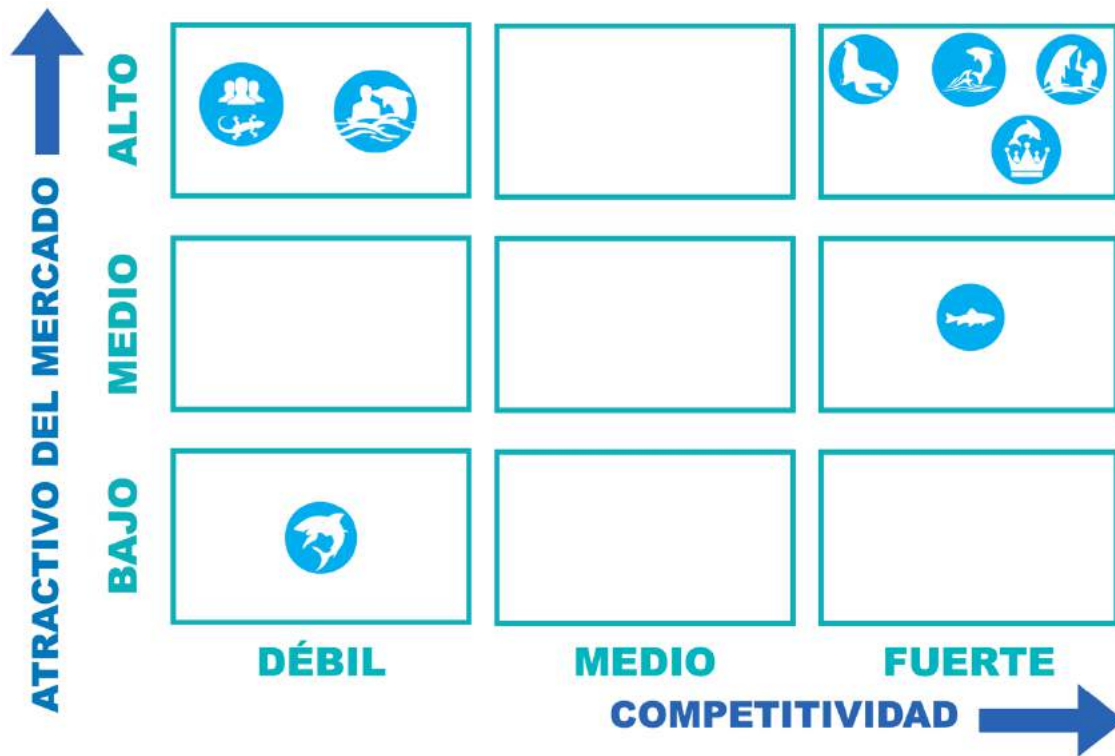 ATRACTIVO DEL MERCADO
ALTO
MEDIO
BAJO
DÉBIL
MEDIO
FUERTE
COMPETITIVIDAD